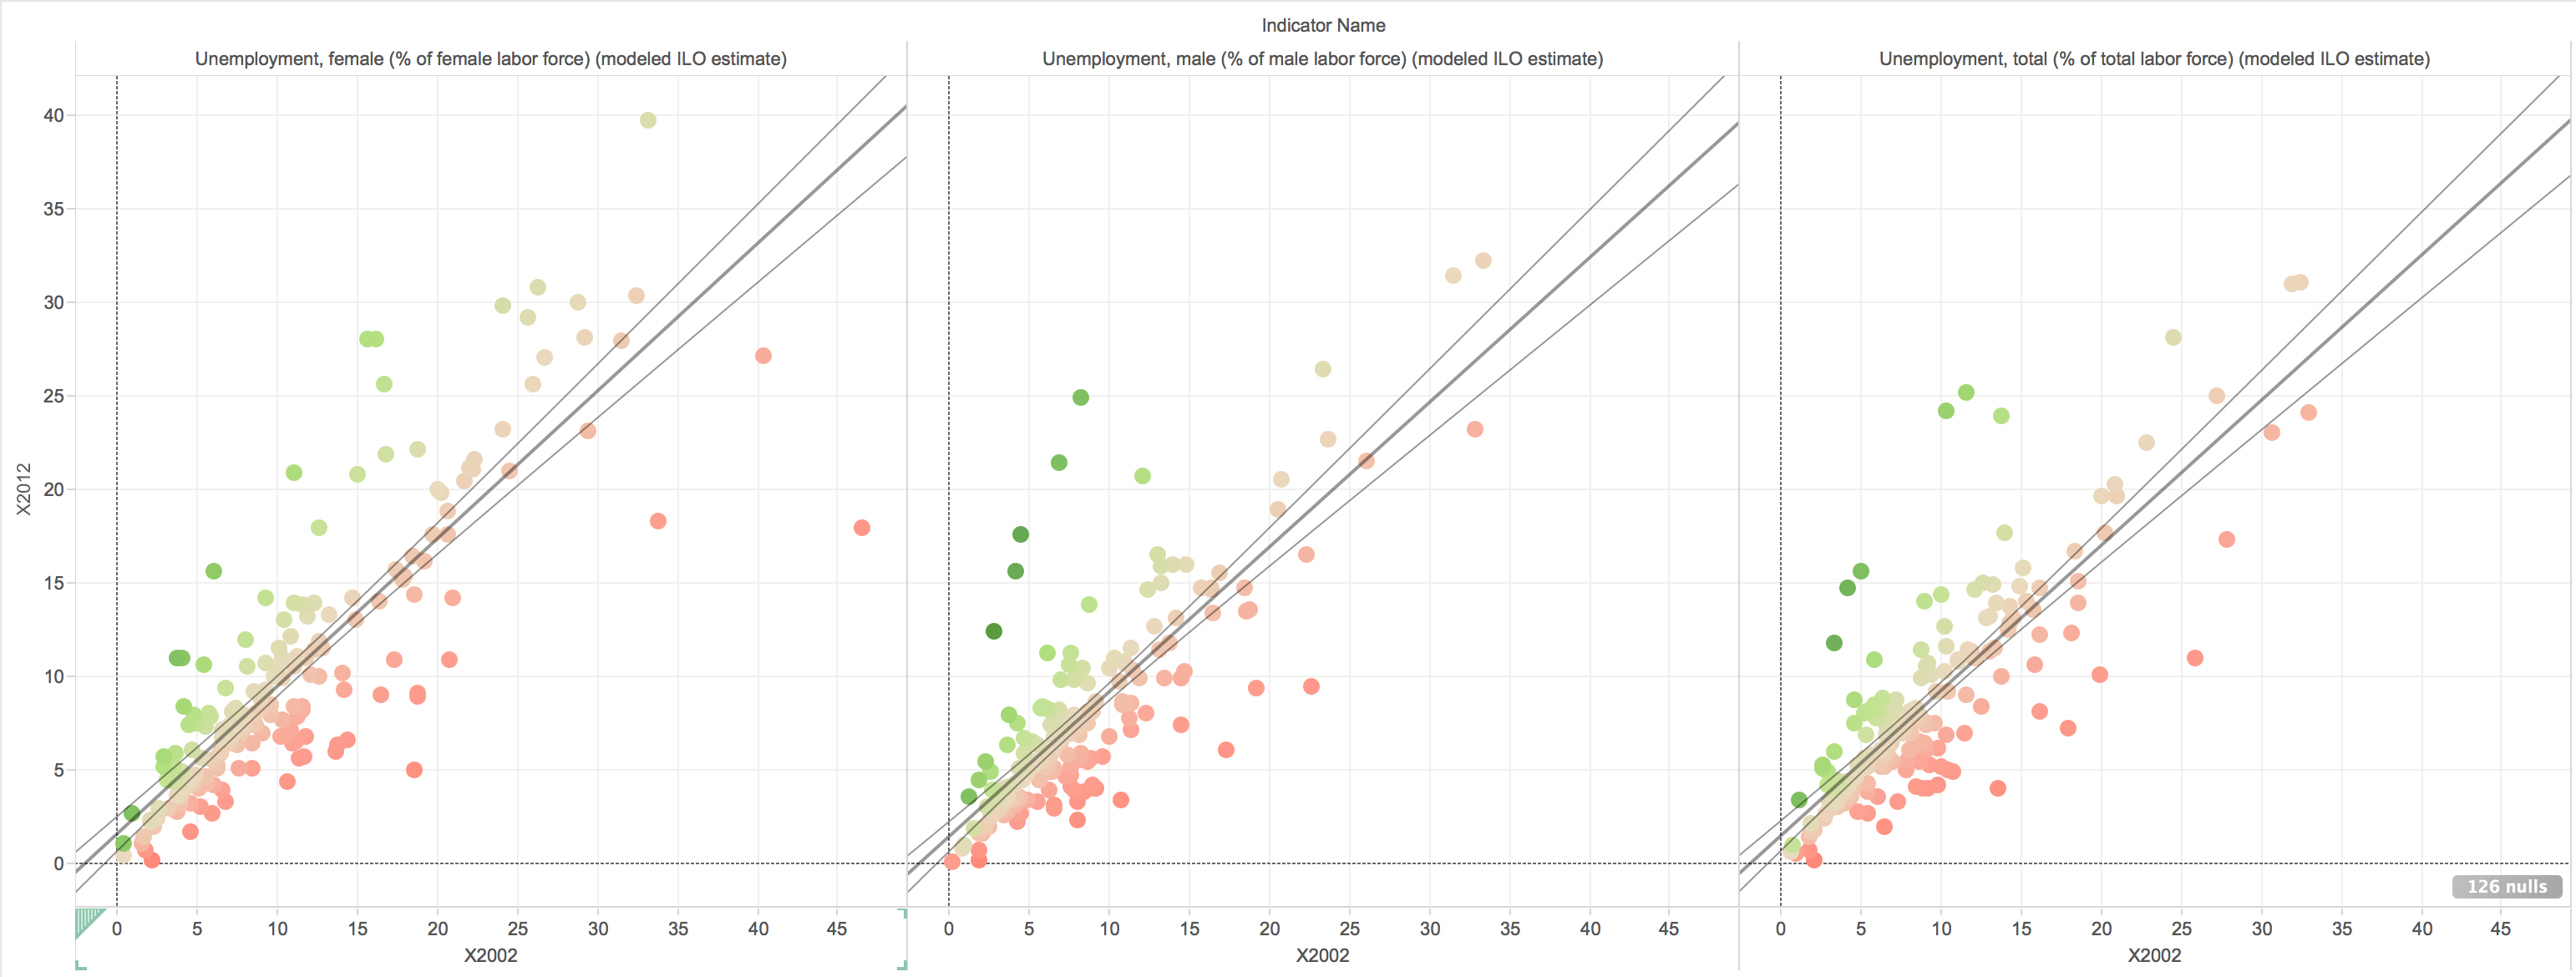 Indicator Name
Unemployment, female (% of female labor force) (modeled ILO estimate)
Unemployment, male (% of male labor force) (modeled ILO estimate)
Unemployment, total (% of total labor force) (modeled ILO estimate)
40
35
30
25
20
15
10
5
0
X2012
126 nulls
0 5 10 15 20 25 30 35 40 45
0 5 10 15 20 25 30 35 40 45
0 5 10 15 20 25 30 35 40 45
X2002
X2002
X2002